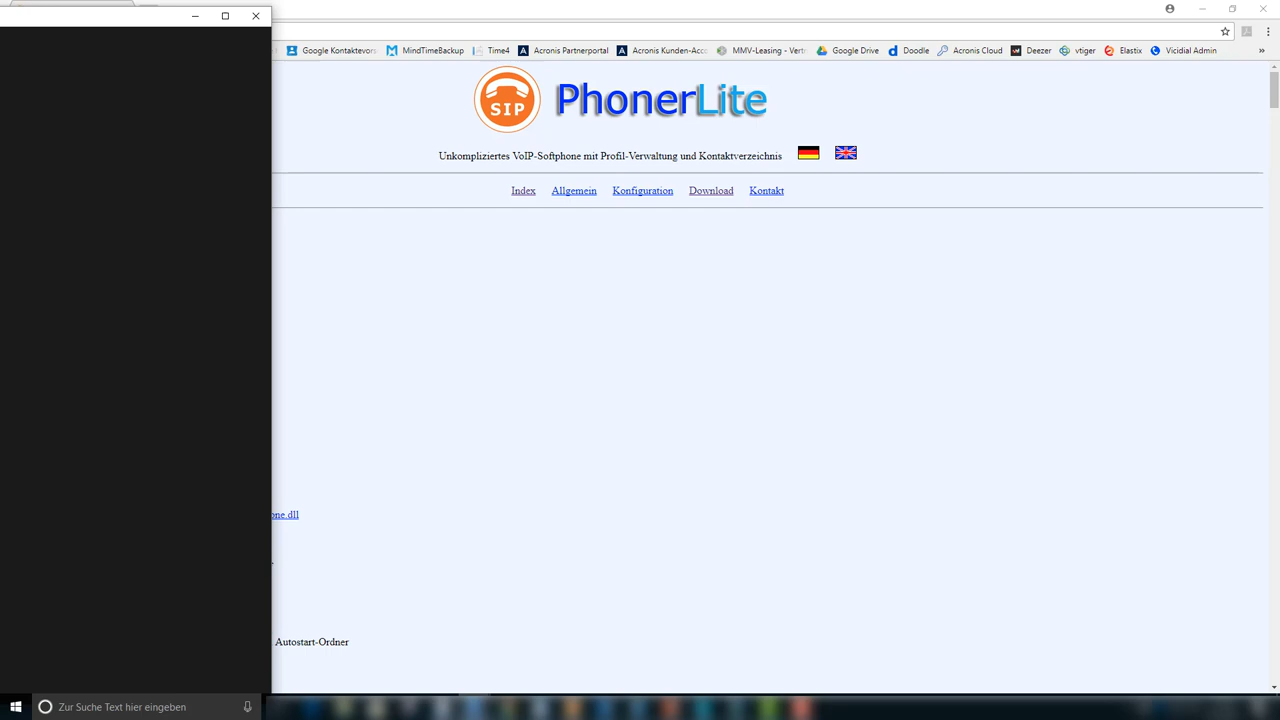 Google Kontaktevors
MindTimeBackup
Time4
Acronis Partnerportal
Acronis Kunden-Acco
MMV-Leasing - Vertr
Google Drive
Doodle
Acronis Cloud
Deezer
vtiger
Elastix
Vicidial Admin
»
SIP
PhonerLite
Unkompliziertes VoIP-Softphone mit Profil-Verwaltung und Kontaktverzeichnis
Index Allgemein Konfiguration Download Kontakt
one.dll
.
Autostart-Ordner
Zur Suche Text hier eingeben